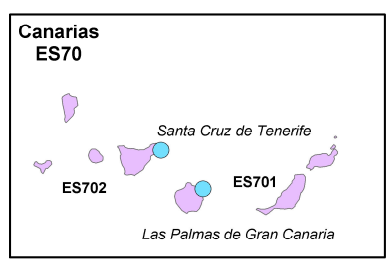 Canarias
ES70
Santa Cruz de Tenerife
ES702
ES701
Las Palmas de Gran Canaria